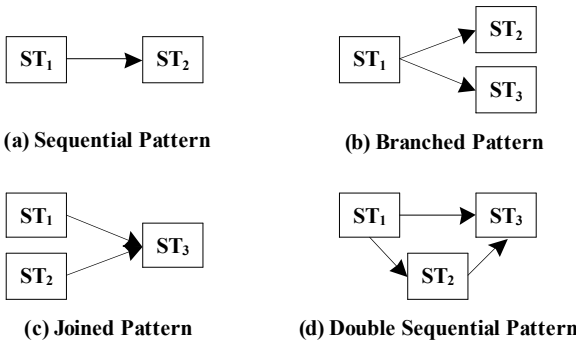 ST₁
ST₂
(a) Sequential Pattern
ST₁
ST₂
ST₃
(b) Branched Pattern
ST₁
ST₂
ST₃
(c) Joined Pattern
ST₁
ST₃
ST₂
(d) Double Sequential Pattern